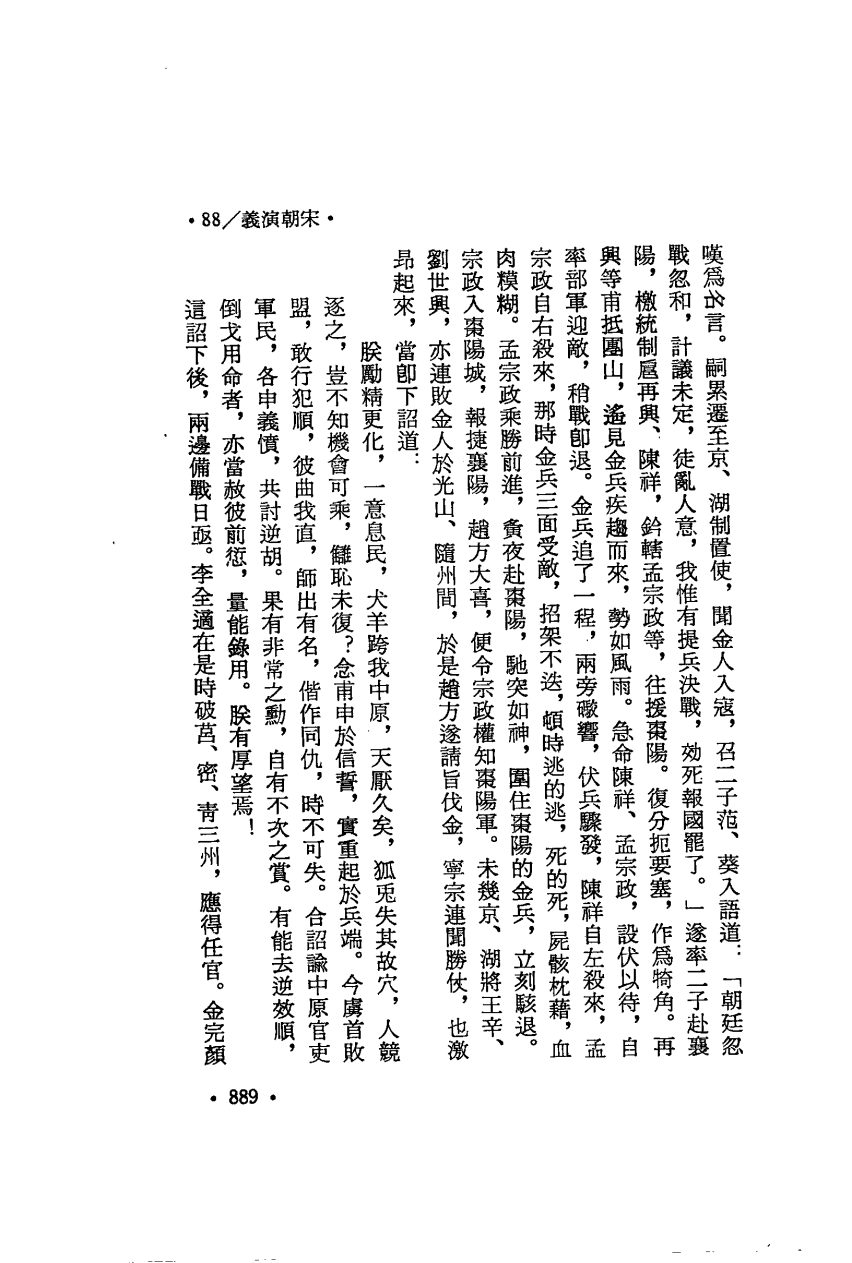 •宋朝演義／88•
嘆爲名言。嗣累遷至京、湖制置使，聞金人入寇，召二子范、葵入語道：「朝廷忽
戰忽和，計議未定，徒亂人意，我惟有提兵決戰，効死報國罷了。」遂率二子赴襄
陽，檄統制扈再興、陳祥，鈐轄孟宗政等，往援棗陽。復分扼要塞，作爲犄角。再
興等甫抵團山，遙見金兵疾趨而來，勢如風雨。急命陳祥、孟宗政，設伏以待，自
率部軍迎敵，稍戰卽退。金兵追了一程，兩旁礮響，伏兵驟發，陳祥自左殺來，孟
宗政自右殺來，那時金兵三面受敵，招架不迭，頓時逃的逃，死的死，屍骸枕藉，血
肉糢糊。孟宗政乘勝前進，夤夜赴棗陽，馳突如神，圍住棗陽的金兵，立刻駭退。
宗政入棗陽城，報捷襄陽，趙方大喜，便令宗政權知棗陽軍。未幾京、湖將王辛、
劉世興，亦連敗金人於光山、隨州間，於是趙方遂請旨伐金，寧宗連聞勝仗，也激
昂起來，當卽下詔道：
朕勵精更化，一意息民，犬羊跨我中原，天厭久矣，狐兎失其故穴，人競
逐之，豈不知機會可乘，讎恥未復？念甫申於信誓，實重起於兵端。今虜首敗
盟，敢行犯順，彼曲我直，師出有名，偕作同仇，時不可失。合詔諭中原官吏
軍民，各申義憤，共討逆胡。果有非常之勳，自有不次之賞。有能去逆效順，
倒戈用命者，亦當赦彼前愆，量能錄用。朕有厚望焉！
這詔下後，兩邊備戰日亟。李全適在是時破莒、密、靑三州，應得任官。金完顏
•889•